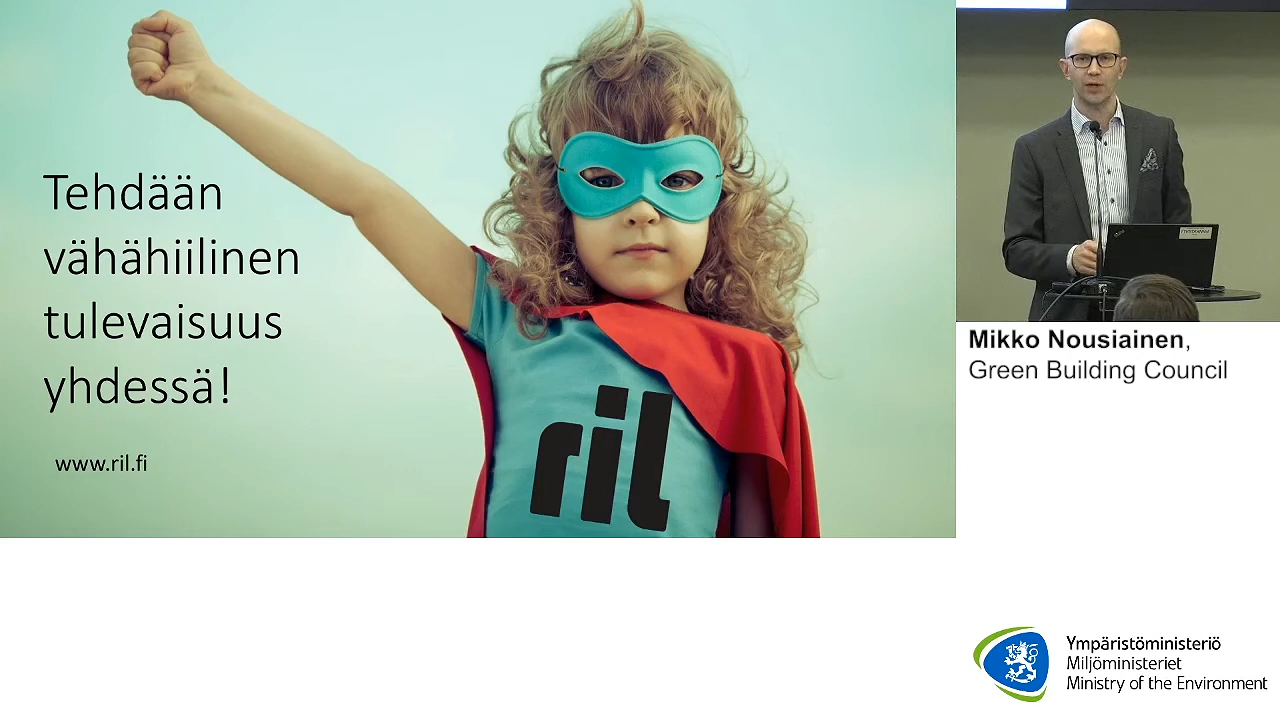 Tehdään
vähähiilinen
tulevaisuus
yhdessä!
www.ril.fi
ril
Mikko Nousiainen,
Green Building Council
Ympäristöministeriö
Miljöministeriet
Ministry of the Environment